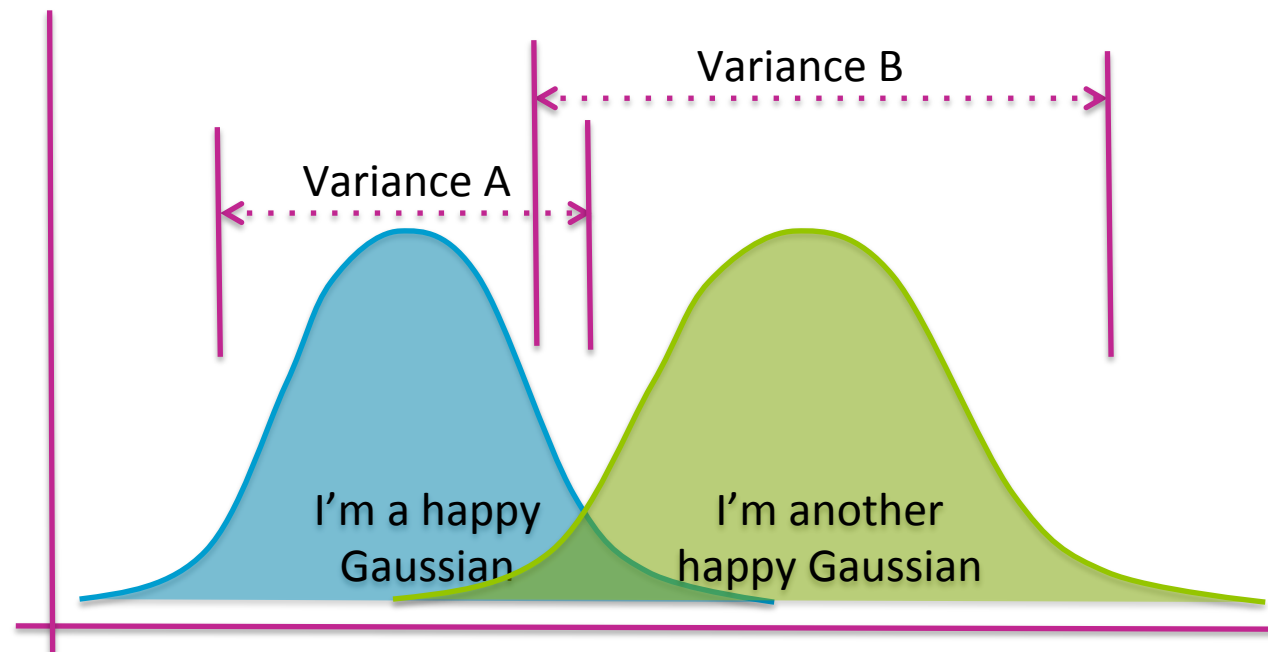 Variance B
Variance A
I’m a happy
Gaussian
I’m another
happy Gaussian